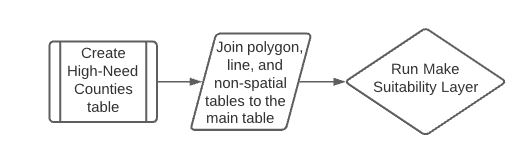 Create
High-Need
Counties
table
Join polygon,
line, and
non-spatial
tables to the
main table
Run Make
Suitability Layer